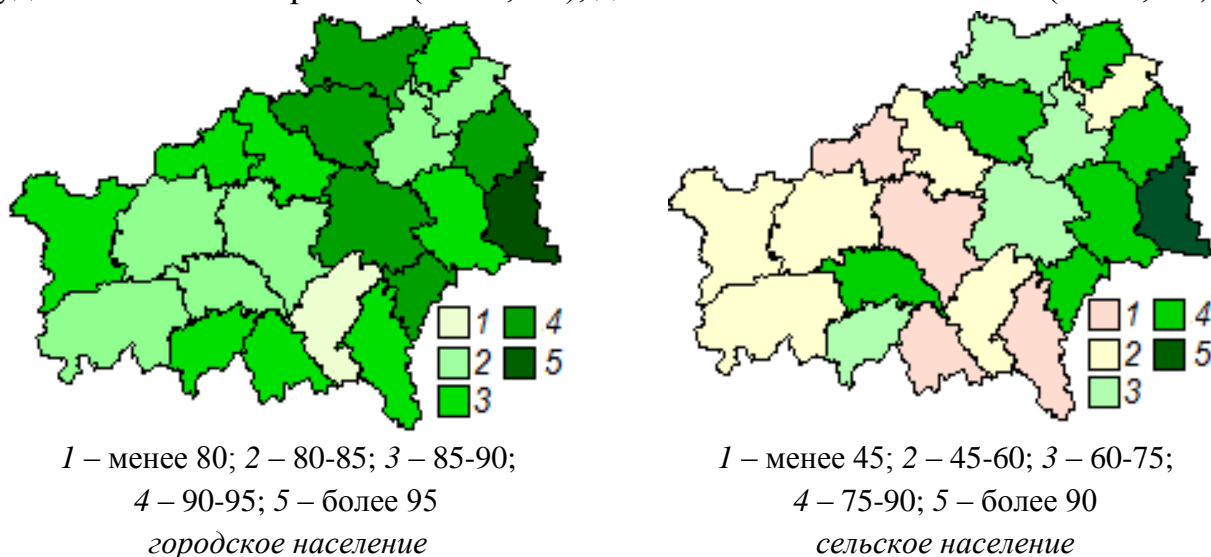 1 4
2 5
3
1 4
2 5
3
1 – менее 80; 2 – 80-85; 3 – 85-90;
4 – 90-95; 5 – более 95
городское население
1 – менее 45; 2 – 45-60; 3 – 60-75;
4 – 75-90; 5 – более 90
сельское население